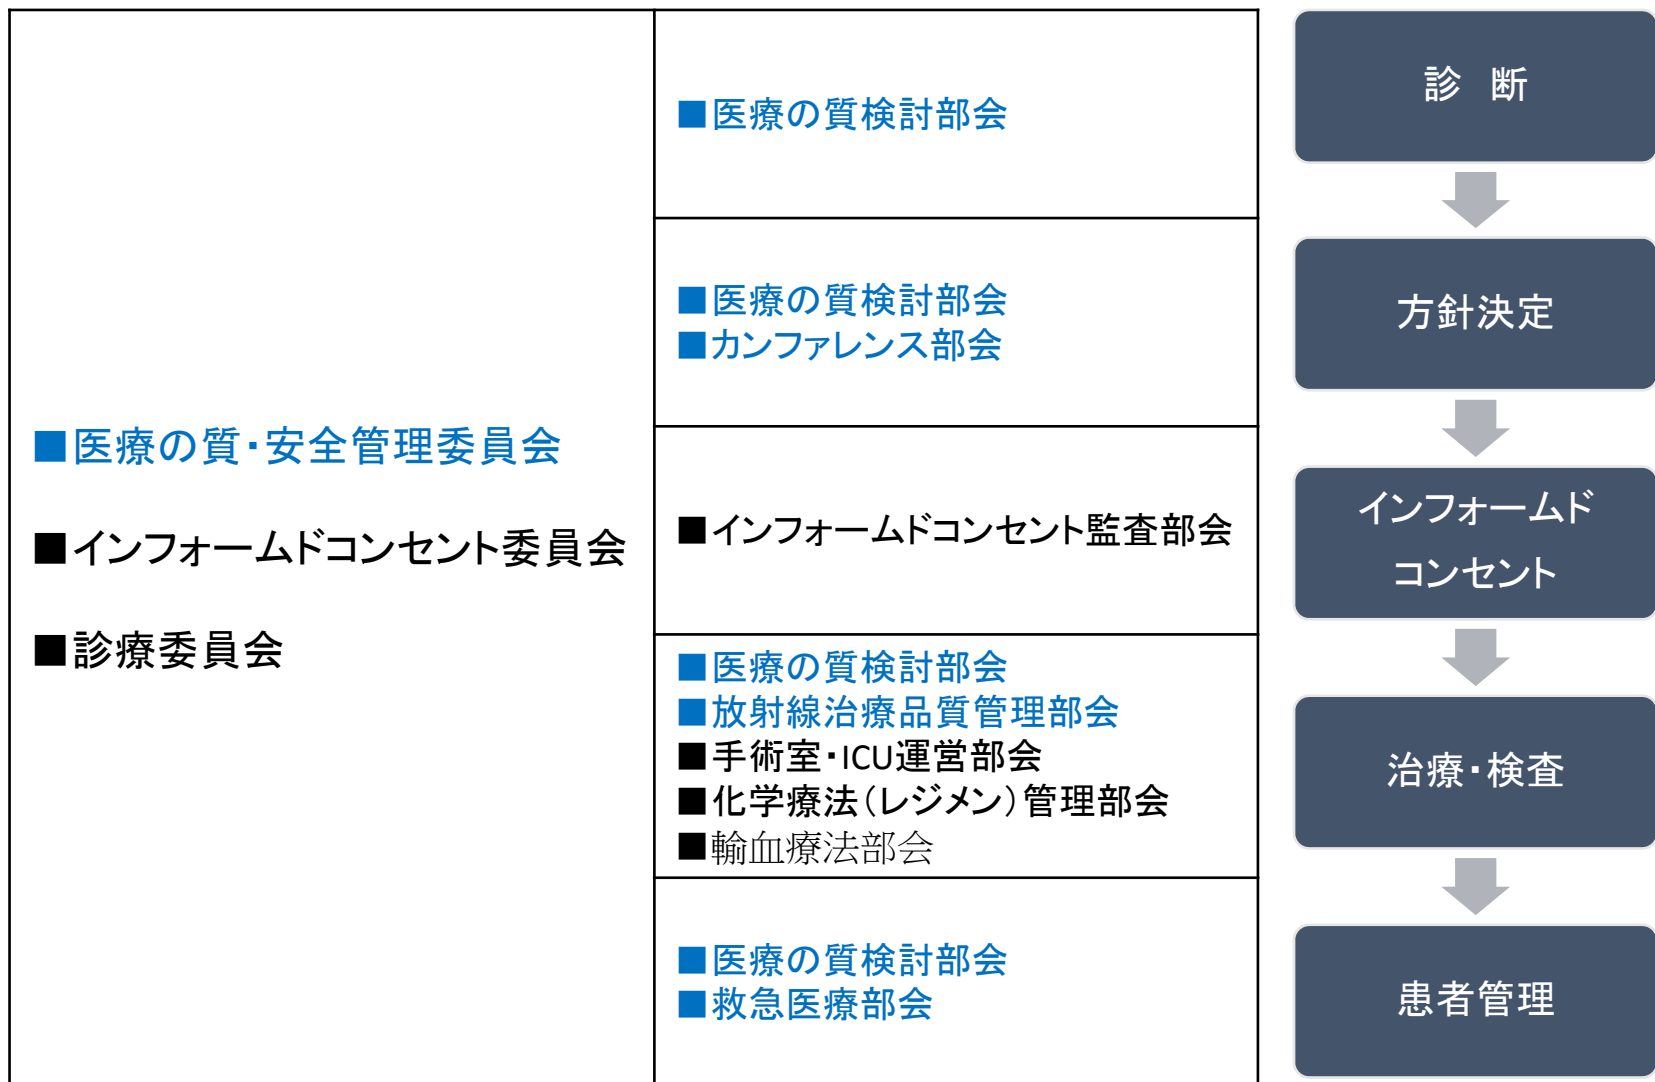 ■医療の質・安全管理委員会
■インフォームドコンセント委員会
■診療委員会
■医療の質検討部会
■医療の質検討部会
■カンファレンス部会
■インフォームドコンセント監査部会
■医療の質検討部会
■放射線治療品質管理部会
■手術室・ICU運営部会
■化学療法（レジメン）管理部会
■輸血療法部会
■医療の質検討部会
■救急医療部会
診　断
方針決定
インフォームド
コンセント
治療・検査
患者管理